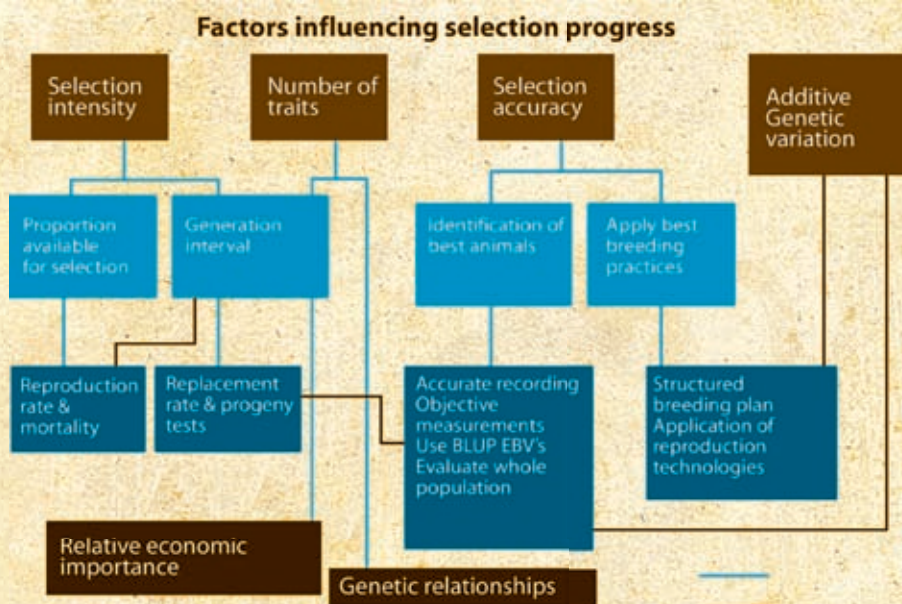 Factors influencing selection progress
Selection
intensity
Number of
traits
Selection
accuracy
Additive
Genetic
variation
Proportion
available
for selection
Generation
interval
Identification of
best animals
Apply best
breeding
practices
Reproduction
rate &
mortality
Replacement
rate & progeny
tests
Accurate recording
Objective
measurements
Use BLUP EBV's
Evaluate whole
population
Structured
breeding plan
Application of
reproduction
technologies
Relative economic
importance
Genetic relationships